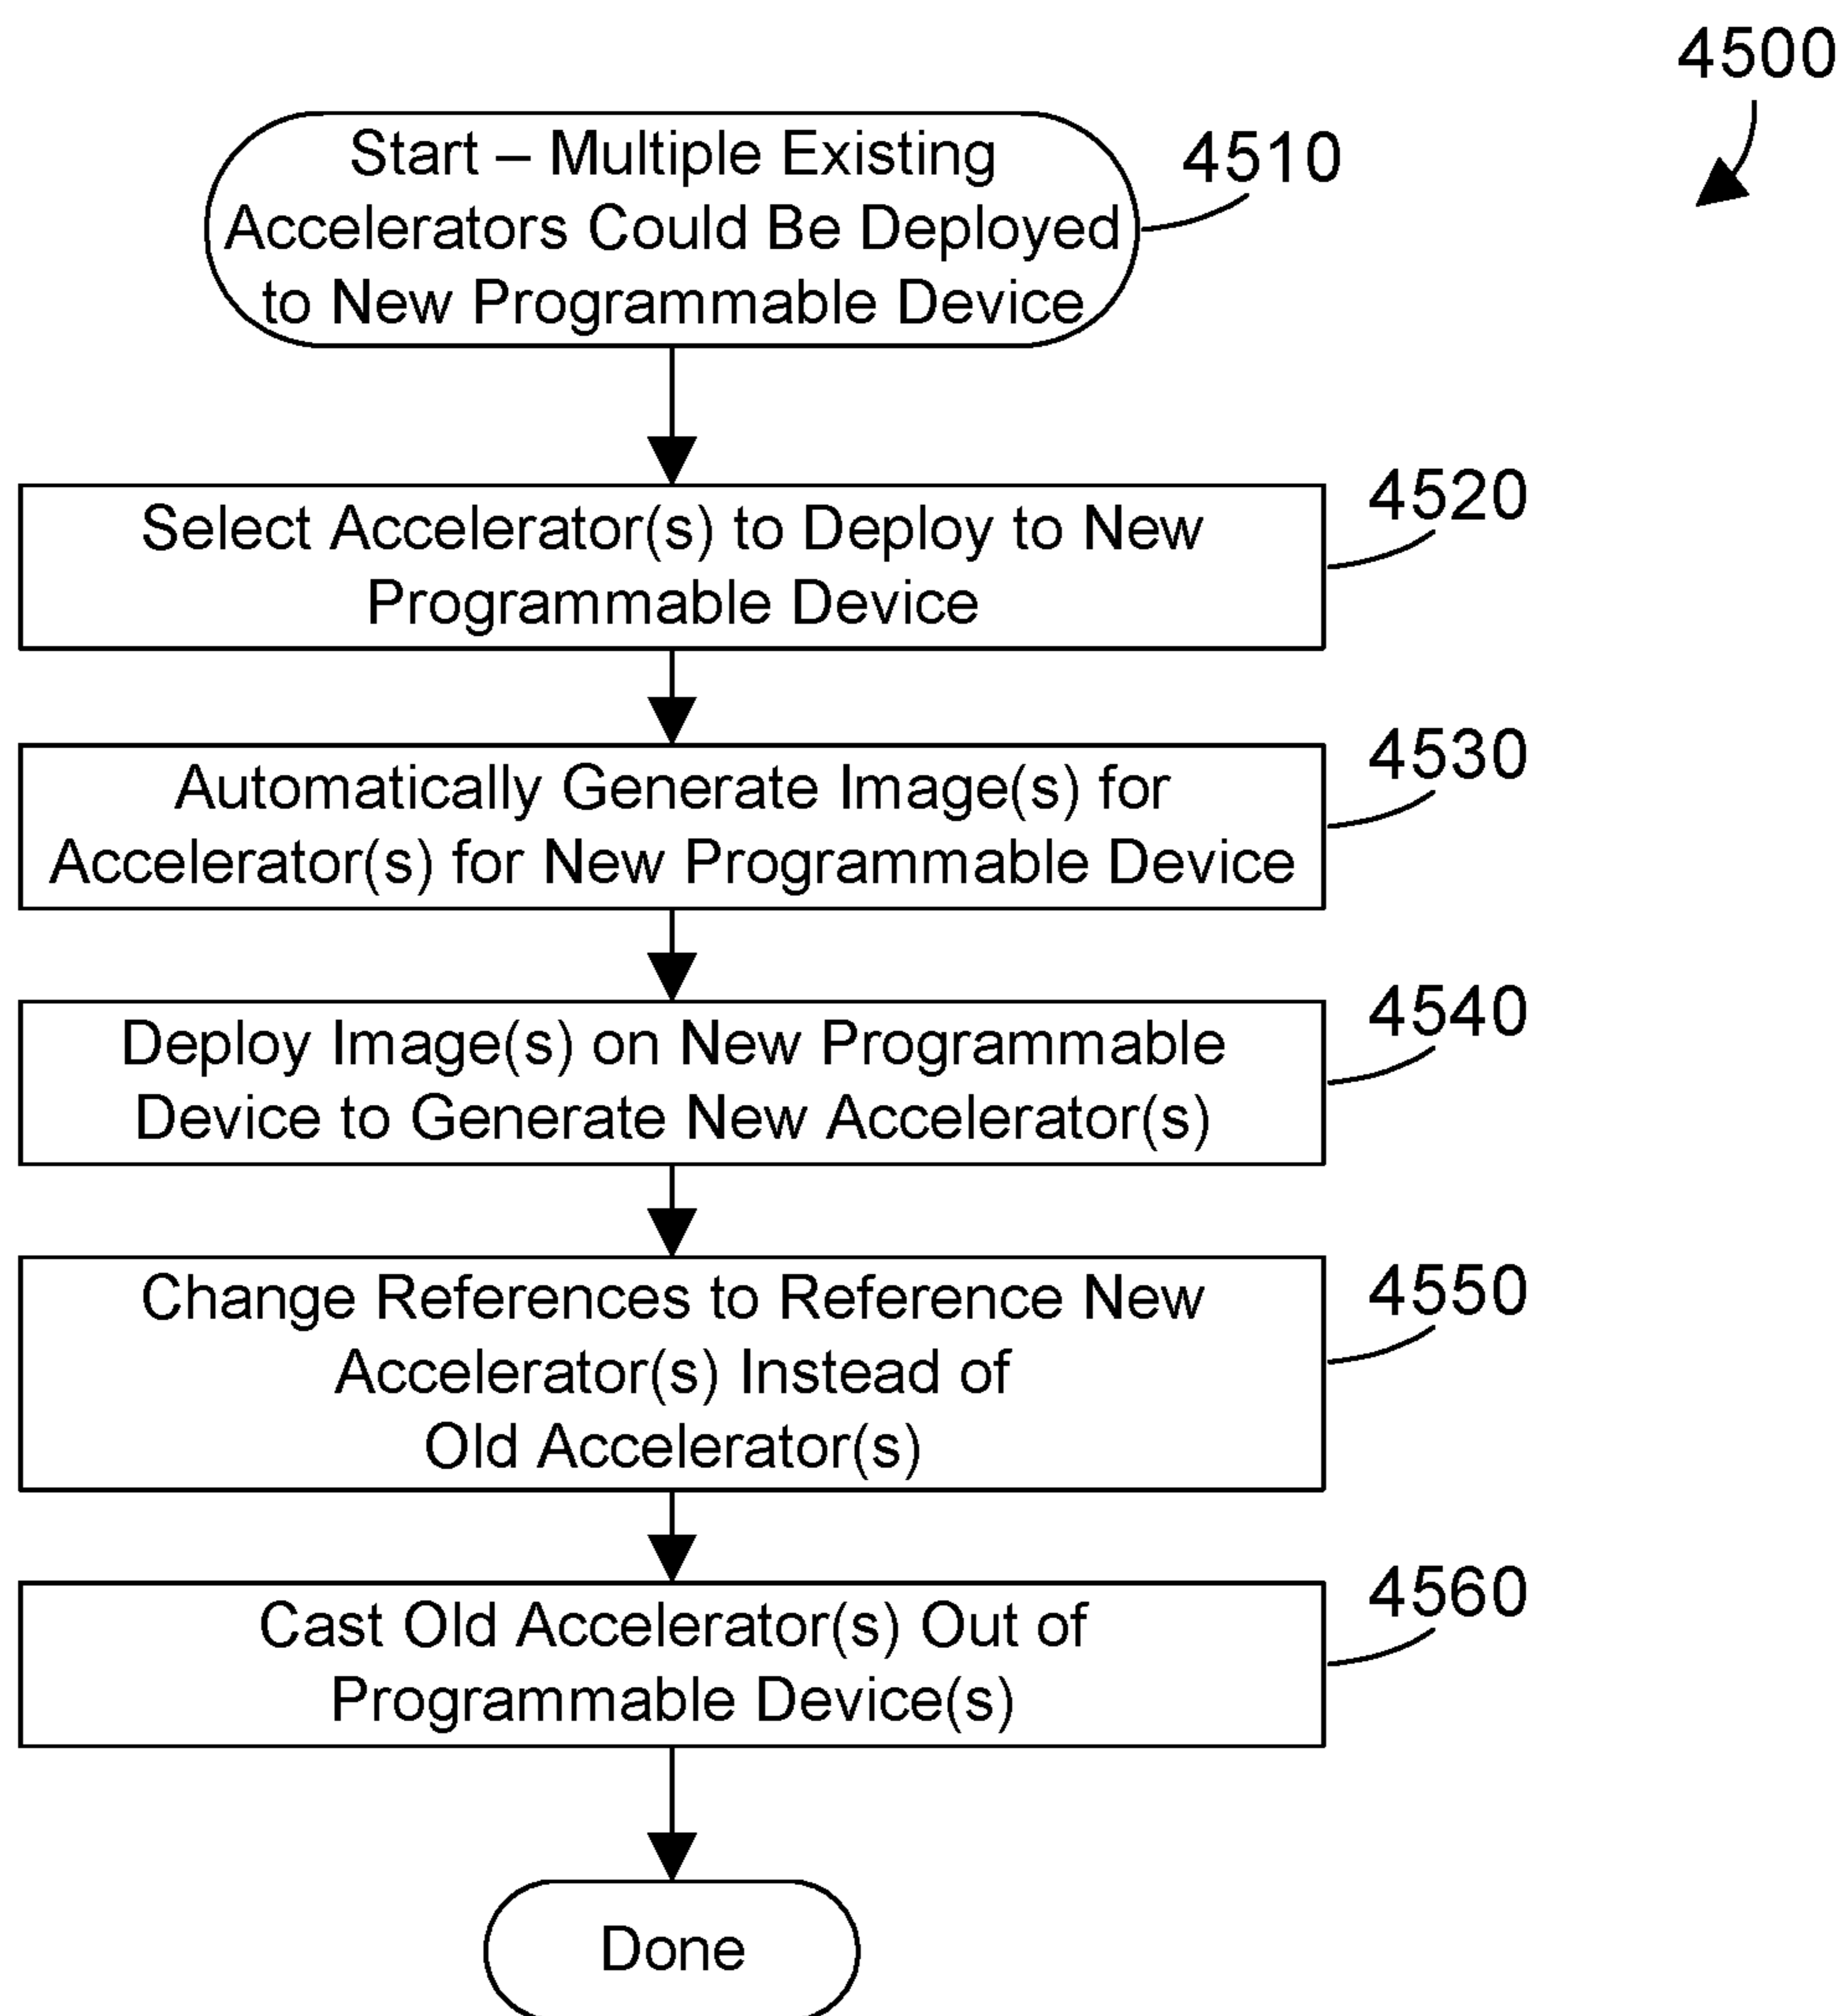 4500
Start – Multiple Existing
Accelerators Could Be Deployed
to New Programmable Device
4510
Select Accelerator(s) to Deploy to New
Programmable Device
4520
Automatically Generate Image(s) for
Accelerator(s) for New Programmable Device
4530
Deploy Image(s) on New Programmable
Device to Generate New Accelerator(s)
4540
Change References to Reference New
Accelerator(s) Instead of
Old Accelerator(s)
4550
Cast Old Accelerator(s) Out of
Programmable Device(s)
4560
Done